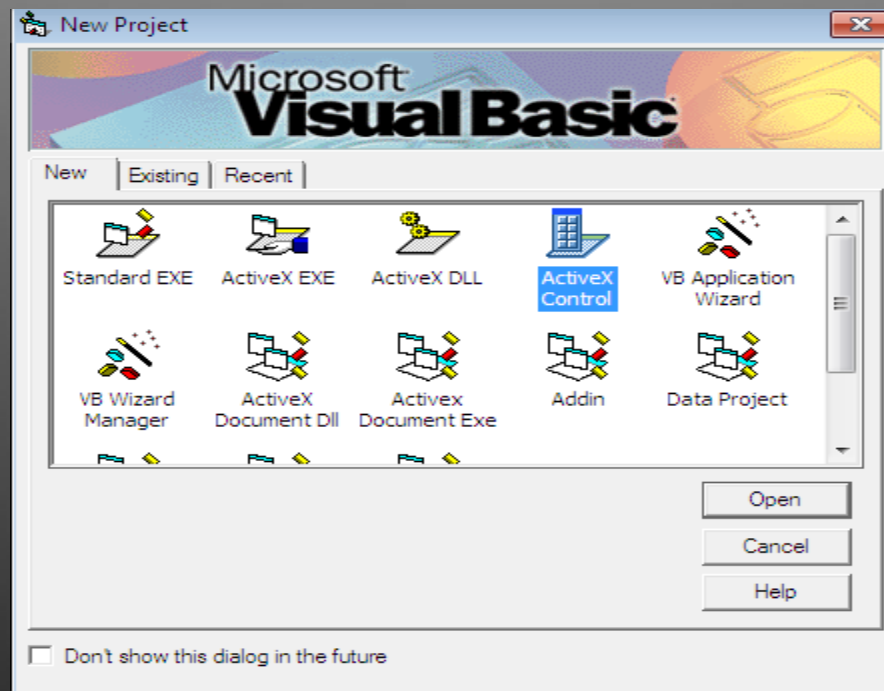 New Project
Microsoft
Visual Basic
New Existing Recent
Standard EXE ActiveX EXE ActiveX DLL ActiveX Control VB Application Wizard
VB Wizard Manager ActiveX Document Dll Activex Document Exe Addin Data Project
Open
Cancel
Help
Don't show this dialog in the future